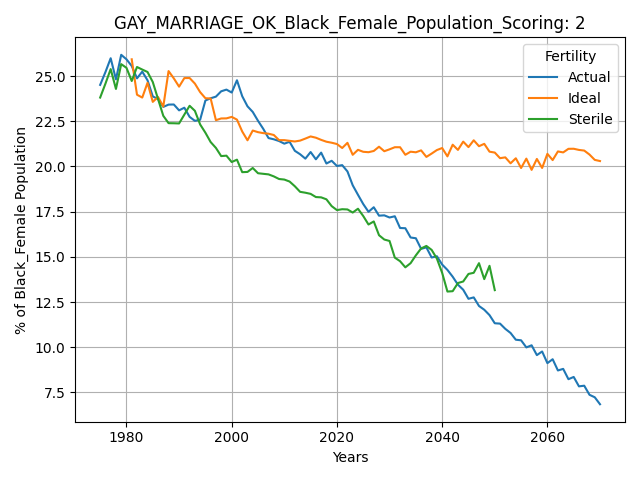 GAY_MARRIAGE_OK_Black_Female_Population_Scoring: 2
Fertility
Actual
Ideal
Sterile
% of Black_Female Population
25.0
22.5
20.0
17.5
15.0
12.5
10.0
7.5
1980 2000 2020 2040 2060
Years